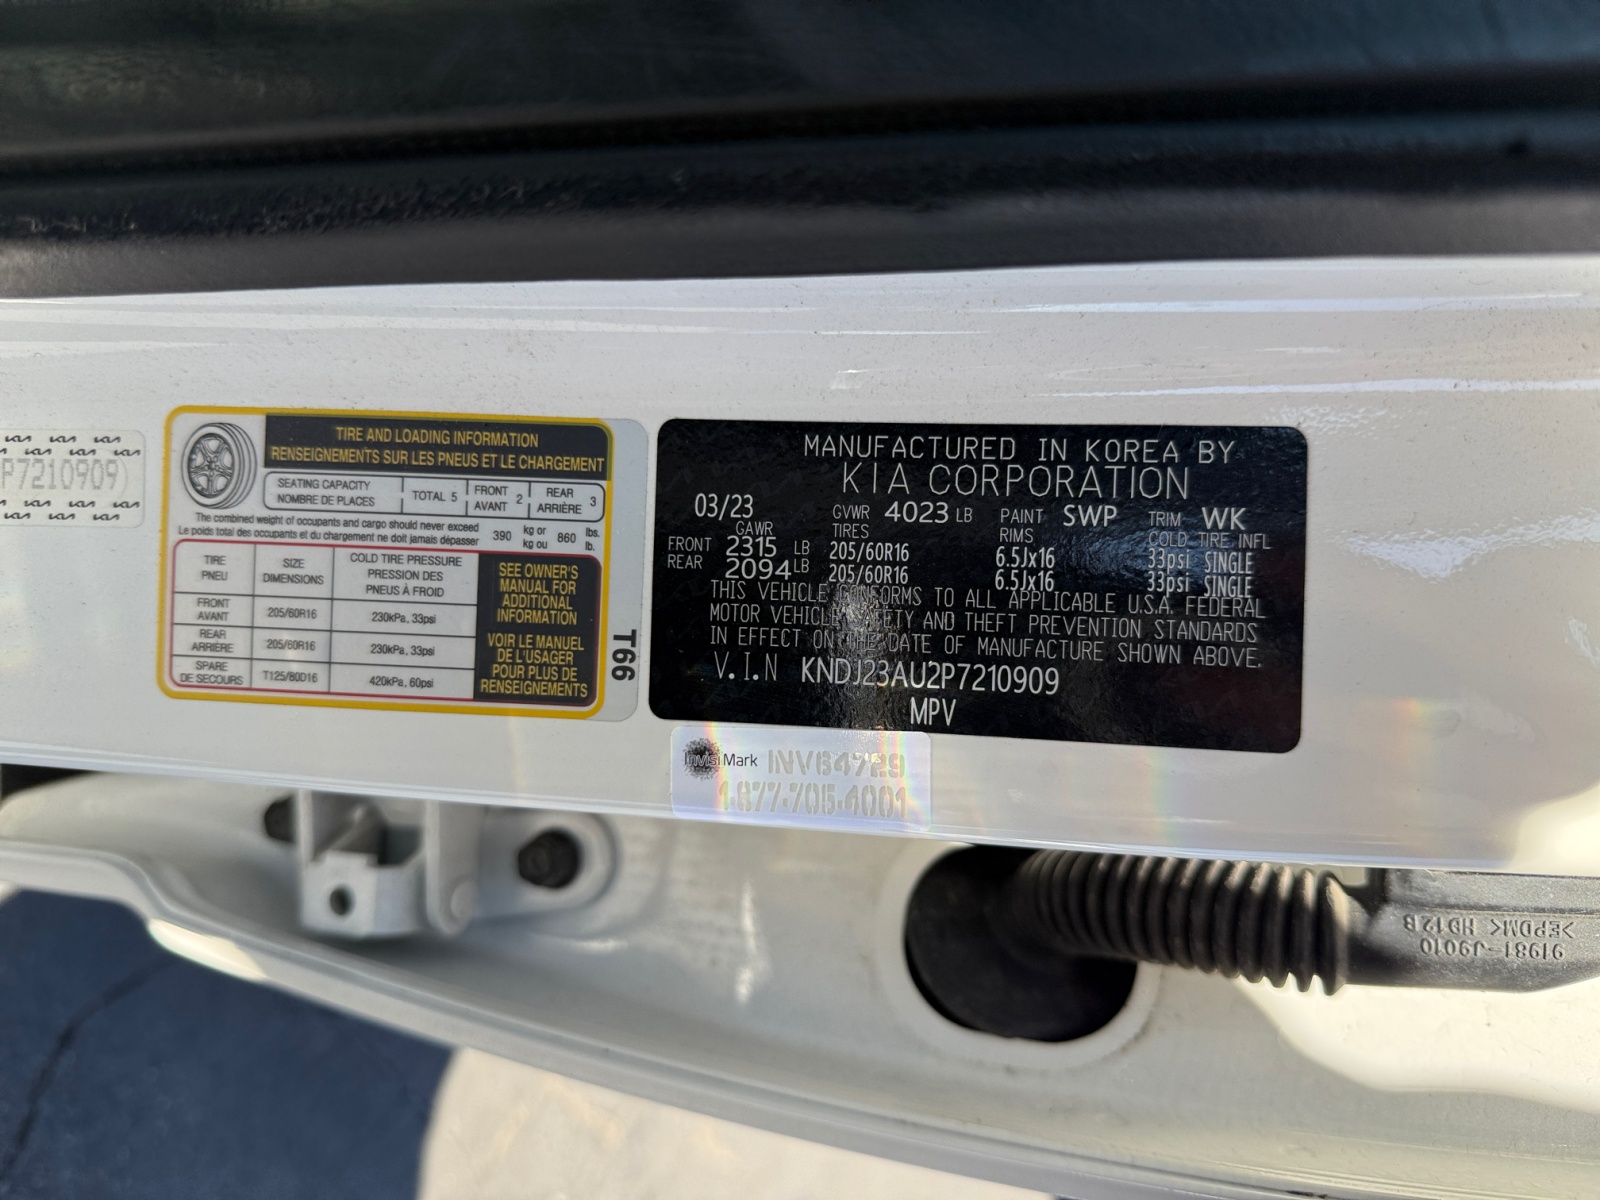 P7210909)
TIRE AND LOADING INFORMATION
RENSEIGNEMENTS SUR LES PNEUS ET LE CHARGEMENT
SEATING CAPACITY
NOMBRE DE PLACES
TOTAL 5
FRONT
AVANT 2
REAR
ARRIÈRE 3
The combined weight of occupants and cargo should never exceed
Le poids total des occupants et du chargement ne doit jamais dépasser
390 kg or
kg ou
860 lbs.
lb.
TIRE
PNEU
SIZE
DIMENSIONS
COLD TIRE PRESSURE
PRESSION DES
PNEUS À FROID
FRONT
AVANT
205/60R16
230kPa, 33psi
REAR
ARRIÈRE
205/60R16
230kPa, 33psi
SPARE
DE SECOURS
T125/80D16
420kPa, 60psi
SEE OWNER'S
MANUAL FOR
ADDITIONAL
INFORMATION
VOIR LE MANUEL
DE L'USAGER
POUR PLUS DE
RENSEIGNEMENTS
T66
MANUFACTURED IN KOREA BY
KIA CORPORATION
03/23 GVWR 4023 LB PAINT SWP TRIM WK
GAWR TIRES RIMS COLD TIRE INFL
FRONT 2315 LB 205/60R16 6.5Jx16 33psi SINGLE
REAR 2094 LB 205/60R16 6.5Jx16 33psi SINGLE
THIS VEHICLE CONFORMS TO ALL APPLICABLE U.S.A. FEDERAL
MOTOR VEHICLE SAFETY AND THEFT PREVENTION STANDARDS
IN EFFECT ON THE DATE OF MANUFACTURE SHOWN ABOVE.
V.I.N KNDJ23AU2P7210909
MPV
InvisiMark INV64729
1.877.705.4001
91981-J9010
>EPDM< HD12B